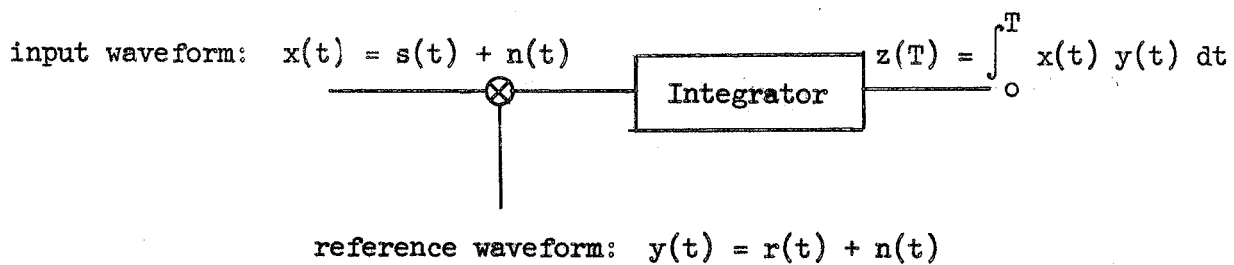 input waveform: x(t) = s(t) + n(t)
z(T) = ∫₀ᵀ x(t) y(t) dt
Integrator
reference waveform: y(t) = r(t) + n(t)